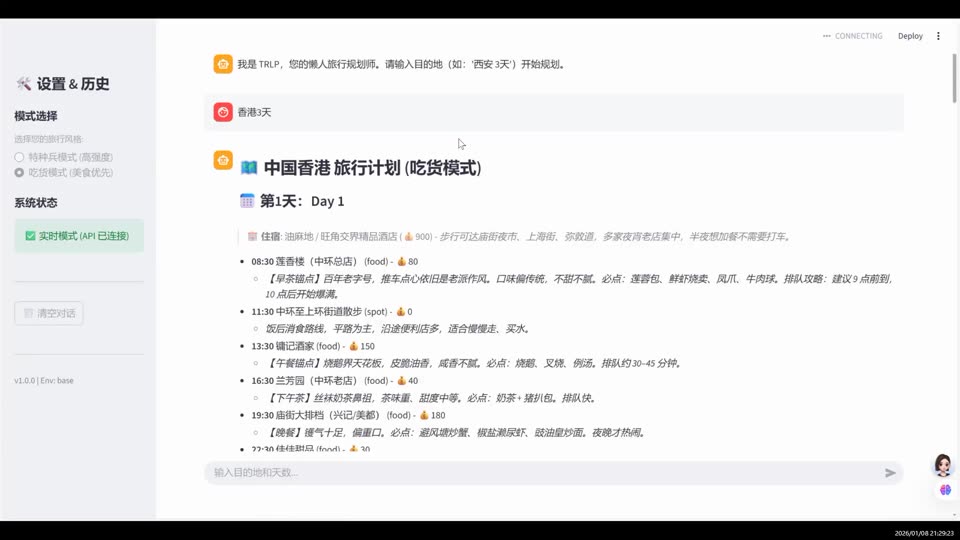 CONNECTING Deploy
设置 & 历史
模式选择
选择您的旅行风格:
特种兵模式 (高强度)
吃货模式 (美食优先)
系统状态
实时模式 (API 已连接)
清空对话
v1.0.0 | Env: base
我是 TRLP，您的懒人旅行规划师。请输入目的地（如：'西安 3天'）开始规划。
香港3天
中国香港 旅行计划 (吃货模式)
第1天：Day 1
住宿: 油麻地 / 旺角交界精品酒店 (💰 900) - 步行可达庙街夜市、上海街、弥敦道，多家夜宵老店集中，半夜想加餐不需要打车。
08:30 莲香楼（中环总店） (food) - 💰 80
【早茶锚点】百年老字号，推车点心依旧是老派作风。口味偏传统，不甜不腻。必点：莲蓉包、鲜虾烧卖、凤爪、牛肉球。排队攻略：建议 9 点前到，
10 点后开始爆满。
11:30 中环至上环街道散步 (spot) - 💰 0
饭后消食路线，平路为主，沿途便利店多，适合慢慢走、买水。
13:30 镛记酒家 (food) - 💰 150
【午餐锚点】烧鹅界天花板，皮脆油香，咸香不腻。必点：烧鹅、叉烧、例汤。排队约 30–45 分钟。
16:30 兰芳园（中环老店） (food) - 💰 40
【下午茶】丝袜奶茶鼻祖，茶味重、甜度中等。必点：奶茶 + 猪扒包。排队快。
19:30 庙街大排档（兴记/美都） (food) - 💰 180
【晚餐】镬气十足，偏重口。必点：避风塘炒蟹、椒盐濑尿虾、豉油皇炒面。夜晚才热闹。
22:30 佳佳甜品 (food) - 💰 30
输入目的地和天数...
2026/01/08 21:29:23